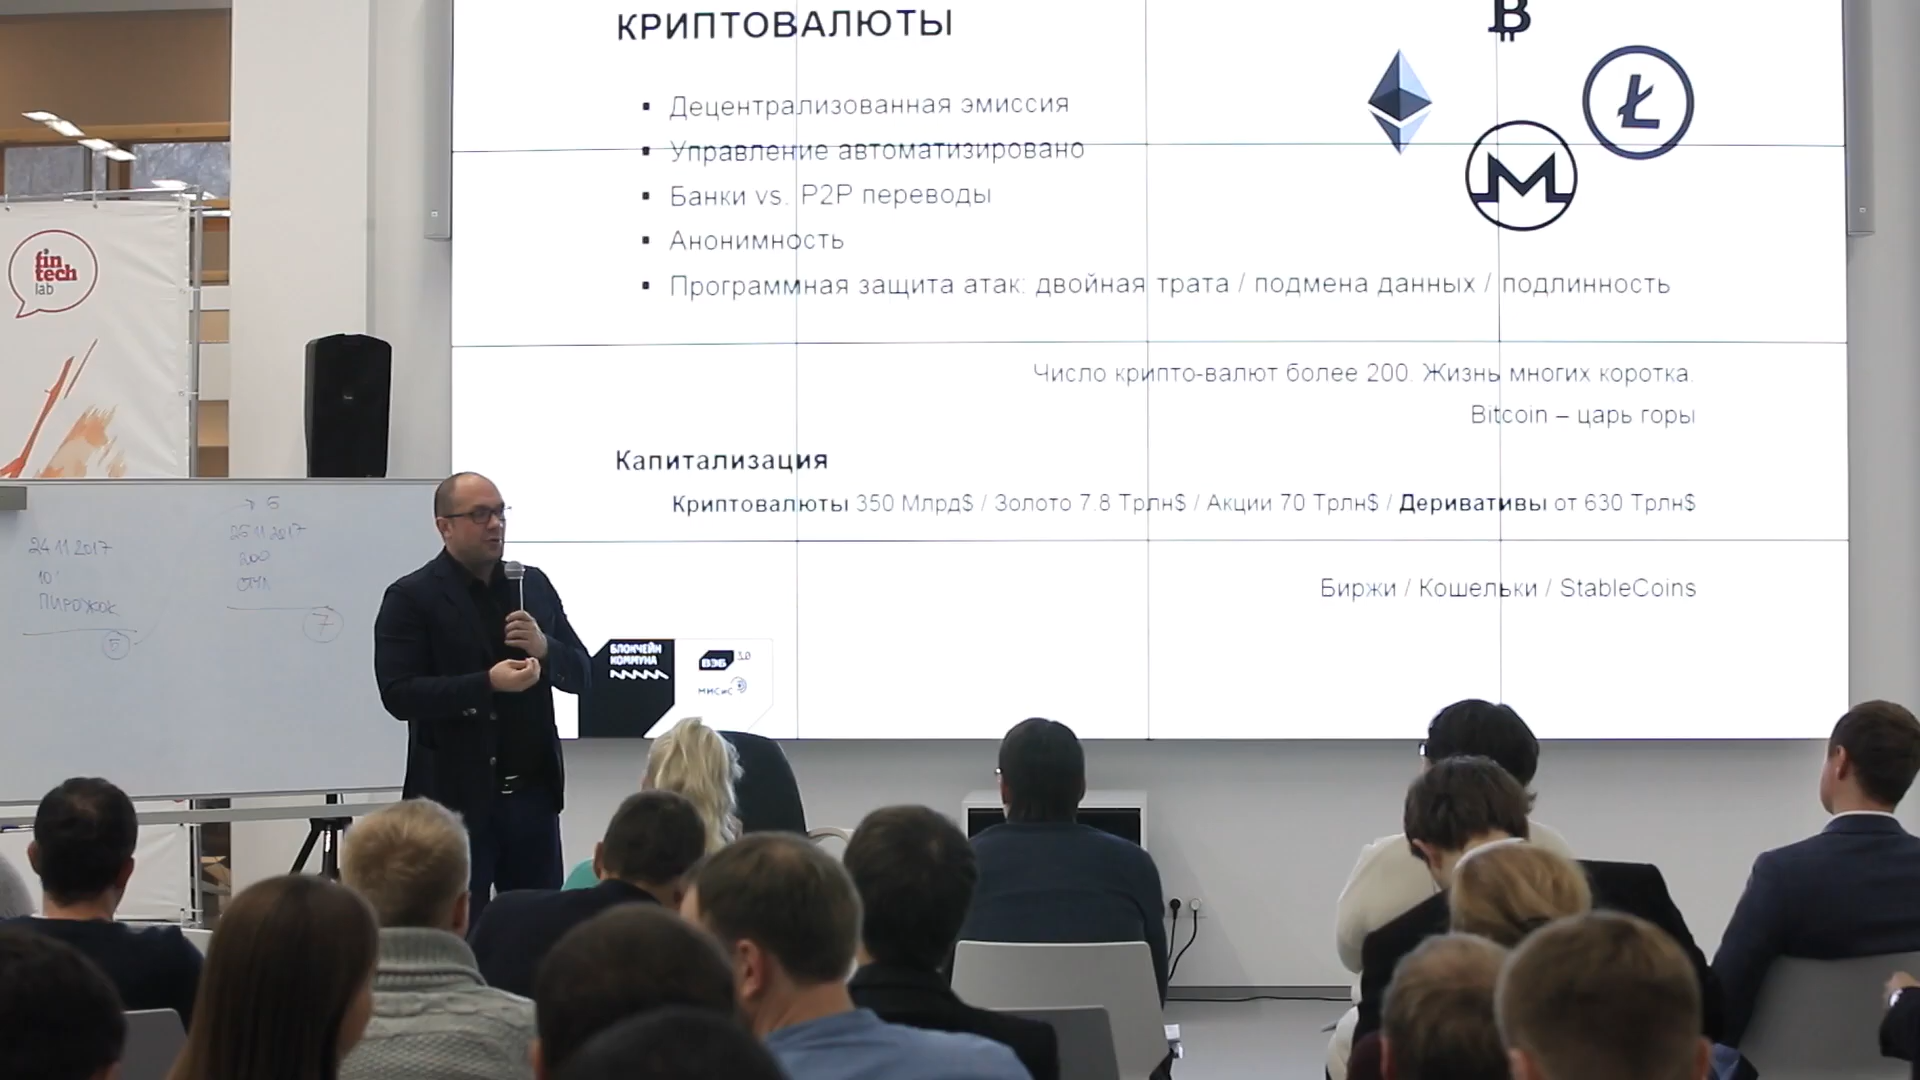 КРИПТОВАЛЮТЫ
Децентрализованная эмиссия
Управление автоматизировано
Банки vs. P2P переводы
Анонимность
Программная защита атак: двойная трата / подмена данных / подлинность
Число крипто-валют более 200. Жизнь многих коротка.
Bitcoin – царь горы
Капитализация
Криптовалюты 350 Млрд$ / Золото 7.8 Трлн$ / Акции 70 Трлн$ / Деривативы от 630 Трлн$
Биржи / Кошельки / StableCoins
БЛОКЧЕЙН
КОММУНА
ВЭБ 3.0
МИСиС
fin
tech
lab
24 11 2017
10'
ПИРОЖОК
5
→ 5
25 11 2017
200
СТУЛ
7